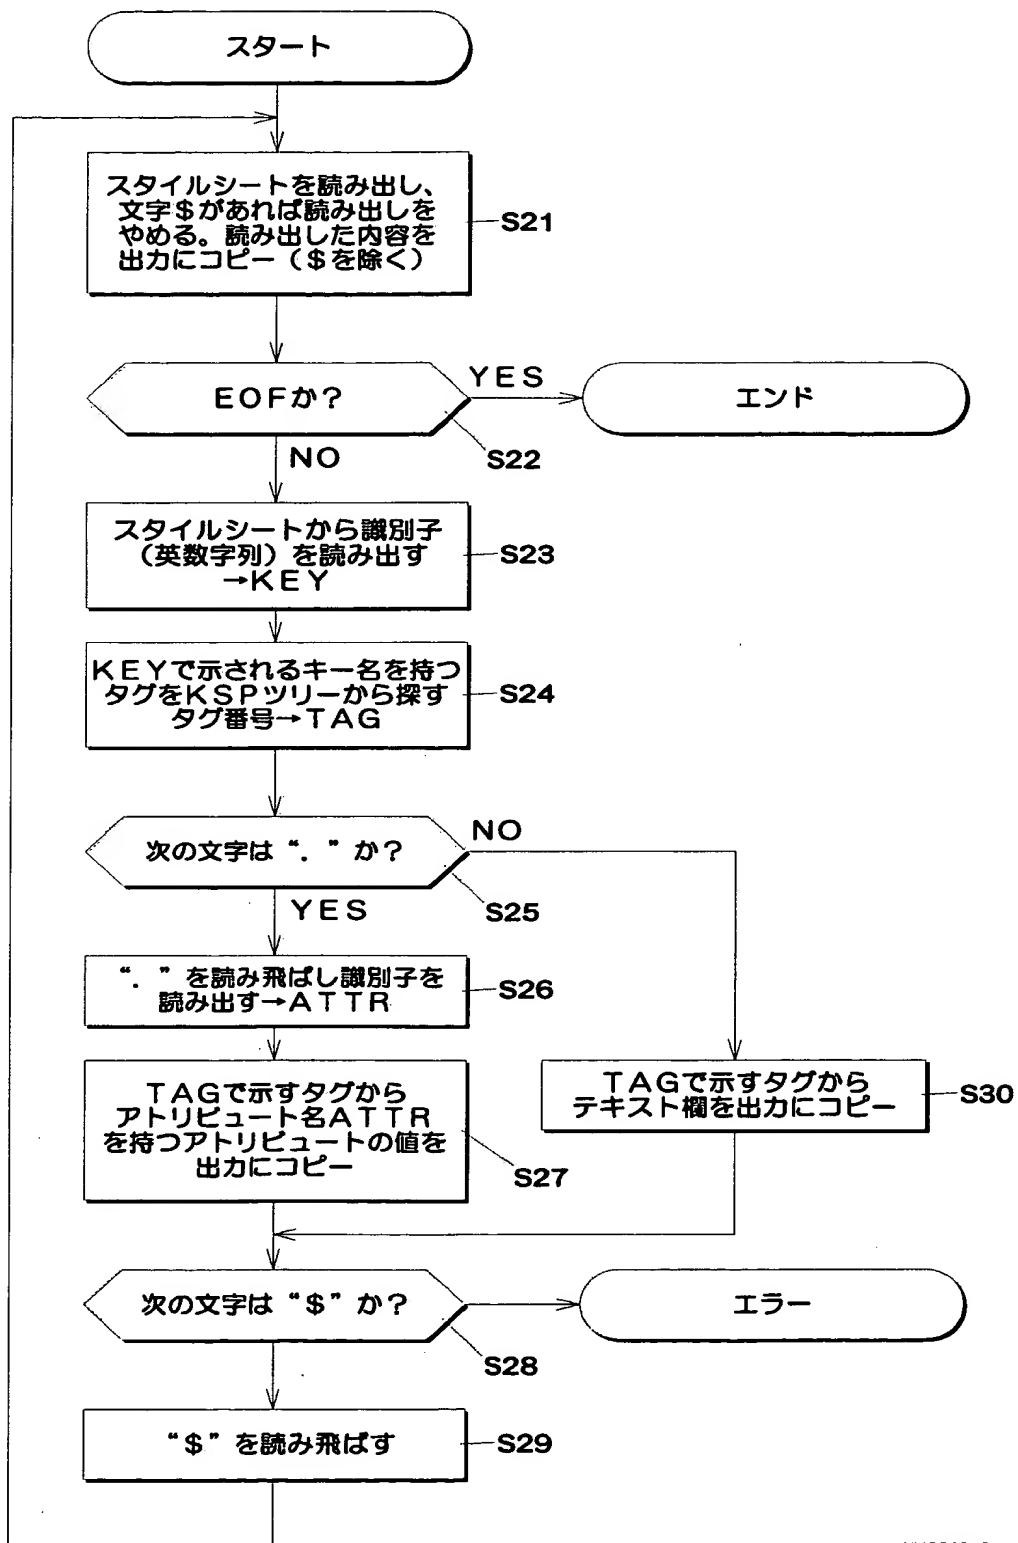 スタート
スタイルシートを読み出し、
文字$があれば読み出しを
やめる。読み出した内容を
出力にコピー（$を除く）
S21
EOFか？
YES
エンド
S22
NO
スタイルシートから識別子
（英数字列）を読み出す
→KEY
S23
KEYで示されるキー名を持つ
タグをKSPツリーから探す
タグ番号→TAG
S24
次の文字は“．”か？
NO
S25
YES
“．”を読み飛ばし識別子を
読み出す→ATTR
S26
TAGで示すタグから
アトリビュート名ATTR
を持つアトリビュートの値を
出力にコピー
S27
TAGで示すタグから
テキスト欄を出力にコピー
S30
次の文字は“$”か？
エラー
S28
“$”を読み飛ばす
S29